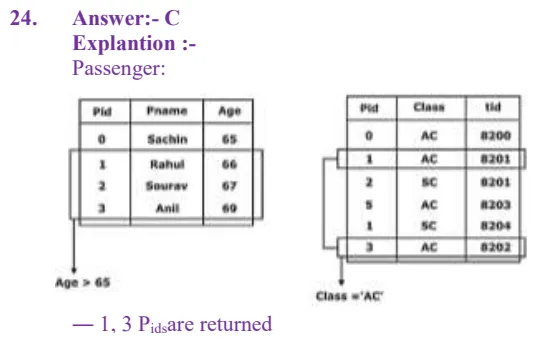 24. Answer:- C
Explantion :-
Passenger:
Pid Pname Age
0 Sachin 65
1 Rahul 66
2 Sourav 67
3 Anil 69
Age > 65
Pid Class tid
0 AC 8200
1 AC 8201
2 SC 8201
5 AC 8203
1 SC 8204
3 AC 8202
Class ='AC'
— 1, 3 Pidsare returned